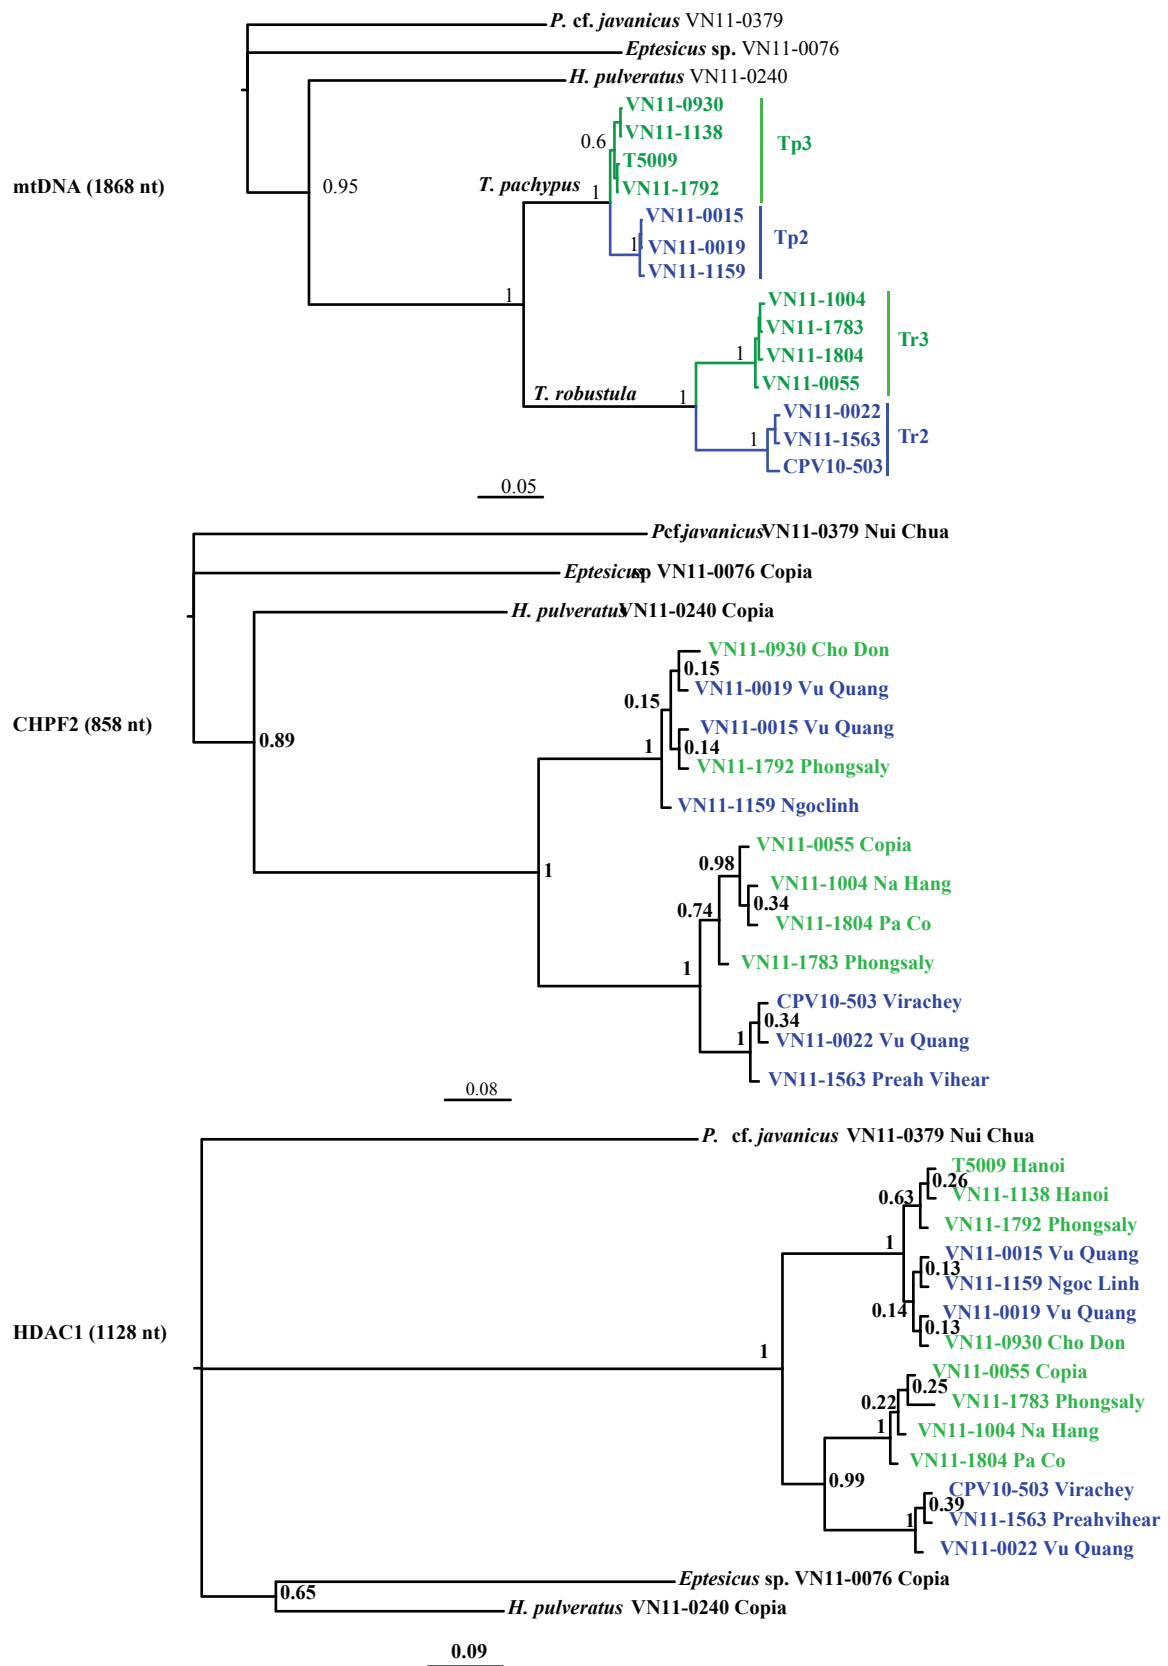 P. cf. javanicus VN11-0379
Eptesicus sp. VN11-0076
H. pulveratus VN11-0240
VN11-0930
VN11-1138
0.6
Tp3
T5009
mtDNA (1868 nt)
0.95
T. pachypus
1
VN11-1792
VN11-0015
1
VN11-0019
Tp2
VN11-1159
1
VN11-1004
VN11-1783
Tr3
1
VN11-1804
VN11-0055
T. robustula
1
VN11-0022
1
VN11-1563
Tr2
CPV10-503
0.05
Pcf.javanicusVN11-0379 Nui Chua
Eptesicussp VN11-0076 Copia
H. pulveratusVN11-0240 Copia
VN11-0930 Cho Don
0.15
VN11-0019 Vu Quang
0.15
CHPF2 (858 nt)
VN11-0015 Vu Quang
0.89
1
0.14
VN11-1792 Phongsaly
VN11-1159 Ngoclinh
VN11-0055 Copia
0.98
1
VN11-1004 Na Hang
0.34
0.74
VN11-1804 Pa Co
VN11-1783 Phongsaly
1
CPV10-503 Virachey
0.34
1
VN11-0022 Vu Quang
VN11-1563 Preah Vihear
0.08
P. cf. javanicus VN11-0379 Nui Chua
T5009 Hanoi
0.26
0.63
VN11-1138 Hanoi
VN11-1792 Phongsaly
1
VN11-0015 Vu Quang
0.13
VN11-1159 Ngoc Linh
0.14
VN11-0019 Vu Quang
0.13
HDAC1 (1128 nt)
VN11-0930 Cho Don
1
VN11-0055 Copia
0.25
0.22
VN11-1783 Phongsaly
1
VN11-1004 Na Hang
VN11-1804 Pa Co
0.99
CPV10-503 Virachey
0.39
1
VN11-1563 Preahvihear
VN11-0022 Vu Quang
Eptesicus sp. VN11-0076 Copia
0.65
H. pulveratus VN11-0240 Copia
0.09